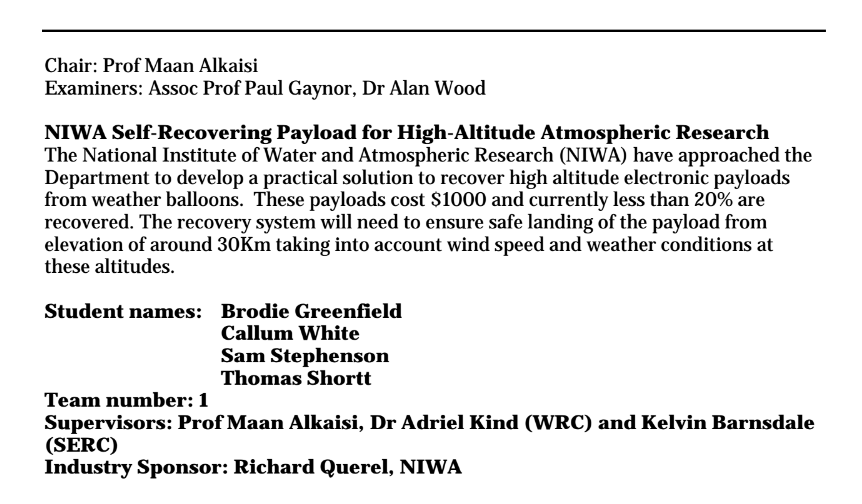 Chair: Prof Maan Alkaisi
Examiners: Assoc Prof Paul Gaynor, Dr Alan Wood
NIWA Self-Recovering Payload for High-Altitude Atmospheric Research
The National Institute of Water and Atmospheric Research (NIWA) have approached the
Department to develop a practical solution to recover high altitude electronic payloads
from weather balloons.  These payloads cost $1000 and currently less than 20% are
recovered. The recovery system will need to ensure safe landing of the payload from
elevation of around 30Km taking into account wind speed and weather conditions at
these altitudes.
Student names: Brodie Greenfield
Callum White
Sam Stephenson
Thomas Shortt
Team number: 1
Supervisors: Prof Maan Alkaisi, Dr Adriel Kind (WRC) and Kelvin Barnsdale
(SERC)
Industry Sponsor: Richard Querel, NIWA